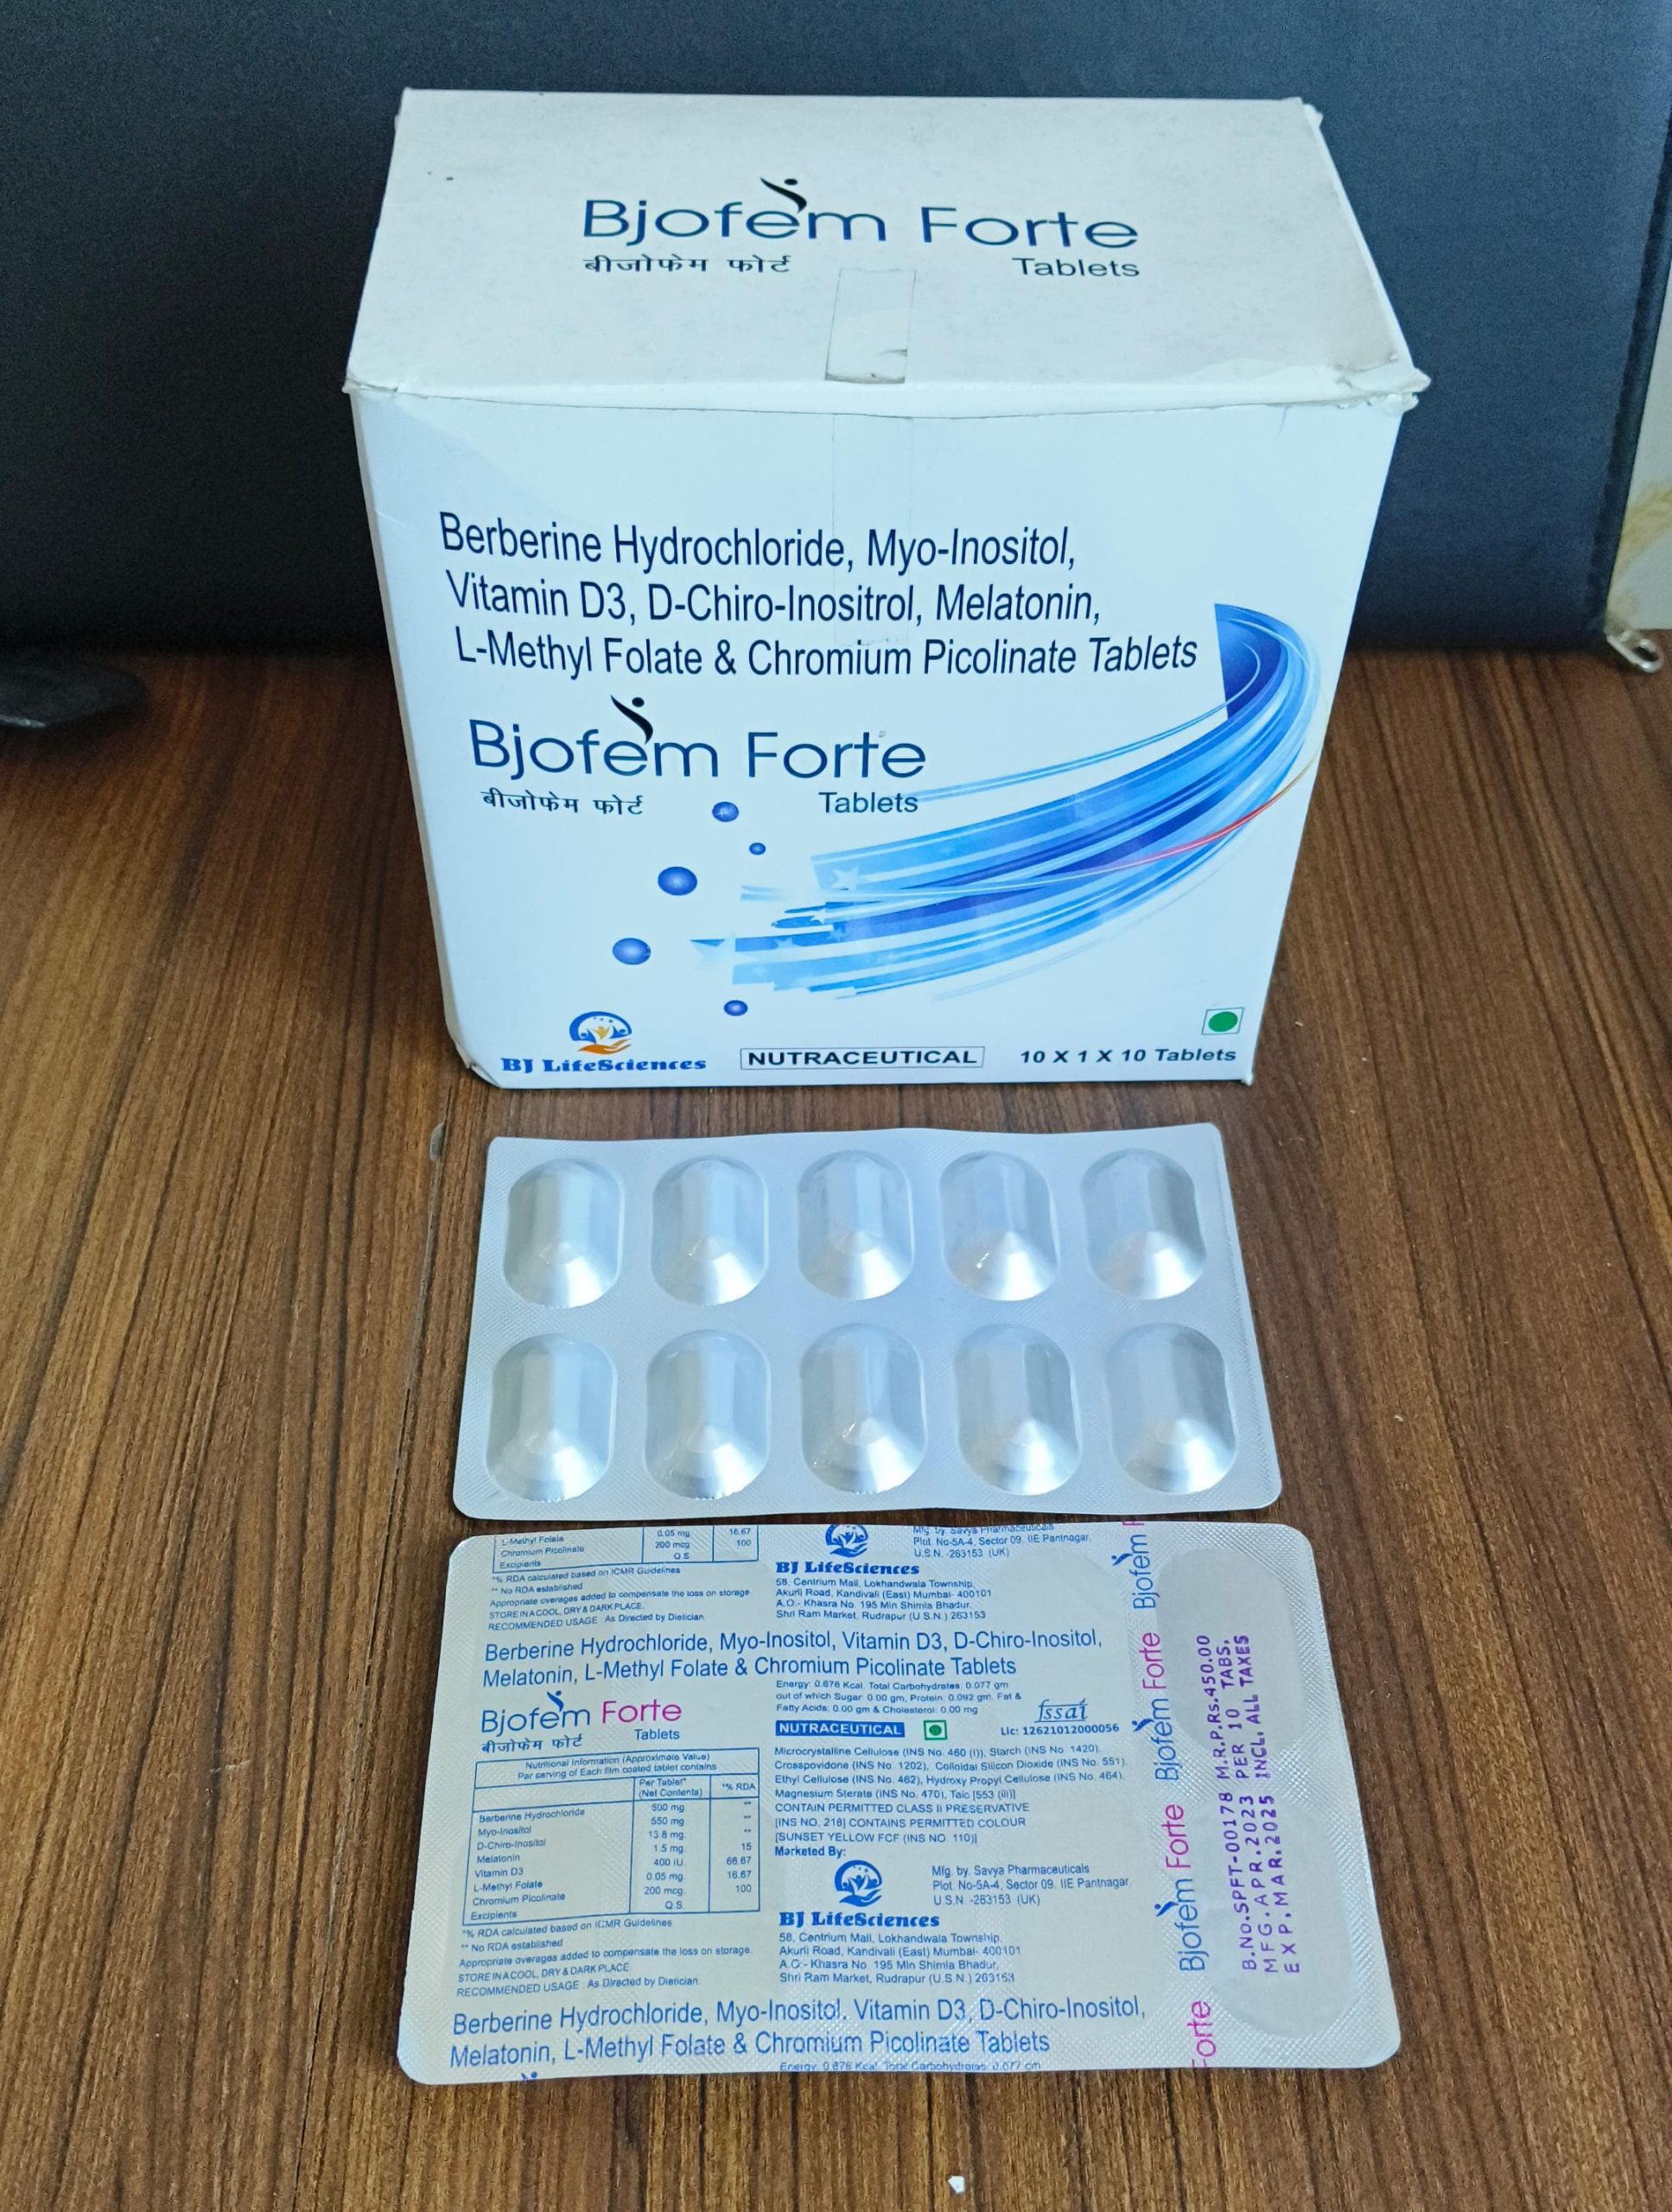 Bjofem Forte
बीजोफेम फोर्ट Tablets
Berberine Hydrochloride, Myo-Inositol,
Vitamin D3, D-Chiro-Inositrol, Melatonin,
L-Methyl Folate & Chromium Picolinate Tablets
Bjofem Forte
बीजोफेम फोर्ट Tablets
BJ LifeSciences
NUTRACEUTICAL
10 X 1 X 10 Tablets
L-Methyl Folate 0.05 mg 16.67
Chromium Picolinate 200 mcg 100
Excipients Q.S
*% RDA calculated based on ICMR Guidelines
** No RDA established
Appropriate overages added to compensate the loss on storage.
STORE IN A COOL, DRY & DARK PLACE.
RECOMMENDED USAGE : As Directed by Dietician.
Mfg. by. Savya Pharmaceuticals
Plot. No-5A-4, Sector 09, IIE Pantnagar,
U.S.N.-263153 (UK)
BJ LifeSciences
58, Centrium Mall, Lokhandwala Township,
Akurli Road, Kandivali (East) Mumbai- 400101
A.O:- Khasra No. 195 Min Shimla Bhadur,
Shri Ram Market, Rudrapur (U.S.N.) 263153
Berberine Hydrochloride, Myo-Inositol, Vitamin D3, D-Chiro-Inositol,
Melatonin, L-Methyl Folate & Chromium Picolinate Tablets
Bjofem Forte
बीजोफेम फोर्ट Tablets
Nutritional Information (Approximate Value)
Per serving of Each film coated tablet contains
Per Tablet* (Net Contents) *% RDA
Berberine Hydrochloride 500 mg **
Myo-Inositol 550 mg **
D-Chiro-Inositol 13.8 mg **
Melatonin 1.5 mg 15
Vitamin D3 400 IU 66.67
L-Methyl Folate 0.05 mg 16.67
Chromium Picolinate 200 mcg 100
Excipients Q.S.
*% RDA calculated based on ICMR Guidelines
** No RDA established
Appropriate overages added to compensate the loss on storage.
STORE IN A COOL, DRY & DARK PLACE
RECOMMENDED USAGE : As Directed by Dietician.
Energy: 0.676 Kcal, Total Carbohydrates: 0.077 gm
out of which Sugar: 0.00 gm, Protein: 0.092 gm, Fat &
Fatty Acids: 0.00 gm & Cholesterol: 0.00 mg
NUTRACEUTICAL
fssai
Lic: 12621012000056
Microcrystalline Cellulose (INS No. 460 (i)), Starch (INS No. 1420),
Crosspovidone (INS No. 1202), Colloidal Silicon Dioxide (INS No. 551),
Ethyl Cellulose (INS No. 462), Hydroxy Propyl Cellulose (INS No. 464),
Magnesium Sterate (INS No. 470), Talc [553 (iii)]
CONTAIN PERMITTED CLASS II PRESERVATIVE
[INS NO. 218] CONTAINS PERMITTED COLOUR
[SUNSET YELLOW FCF (INS NO. 110)]
Marketed By:
Mfg. by. Savya Pharmaceuticals
Plot. No-5A-4, Sector 09, IIE Pantnagar,
U.S.N.-263153 (UK)
BJ LifeSciences
58, Centrium Mall, Lokhandwala Township,
Akurli Road, Kandivali (East) Mumbai- 400101
A.O:- Khasra No. 195 Min Shimla Bhadur,
Shri Ram Market, Rudrapur (U.S.N.) 263153
Berberine Hydrochloride, Myo-Inositol, Vitamin D3, D-Chiro-Inositol,
Melatonin, L-Methyl Folate & Chromium Picolinate Tablets
Energy: 0.676 Kcal, Total Carbohydrates: 0.077 gm
Forte Bjofem Forte Bjofem Forte Bjofem F
B.No.SPFT-00178 M.R.P.Rs.450.00
MFG.APR.2023 PER 10 TABS.
EXP.MAR.2025 INCL. ALL TAXES